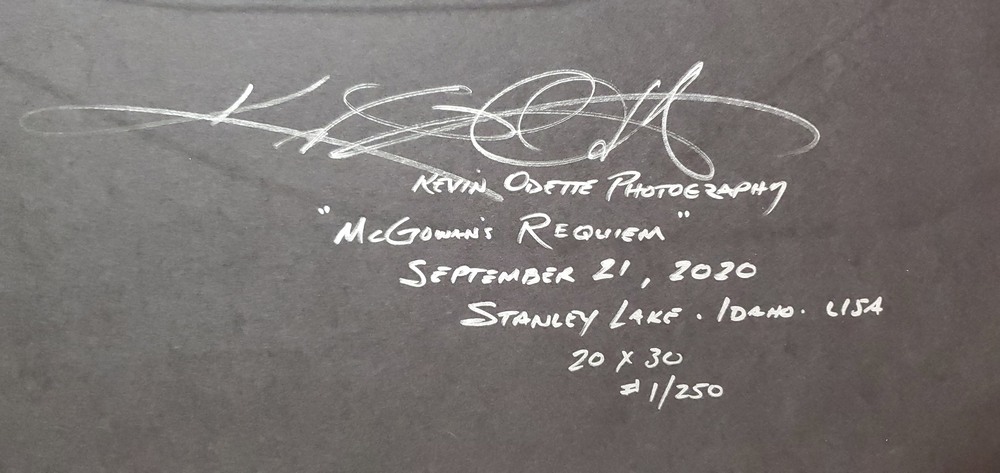 Kevin Odette Photography
"McGowan's Requiem"
September 21, 2020
Stanley Lake · Idaho · USA
20 x 30
#1/250